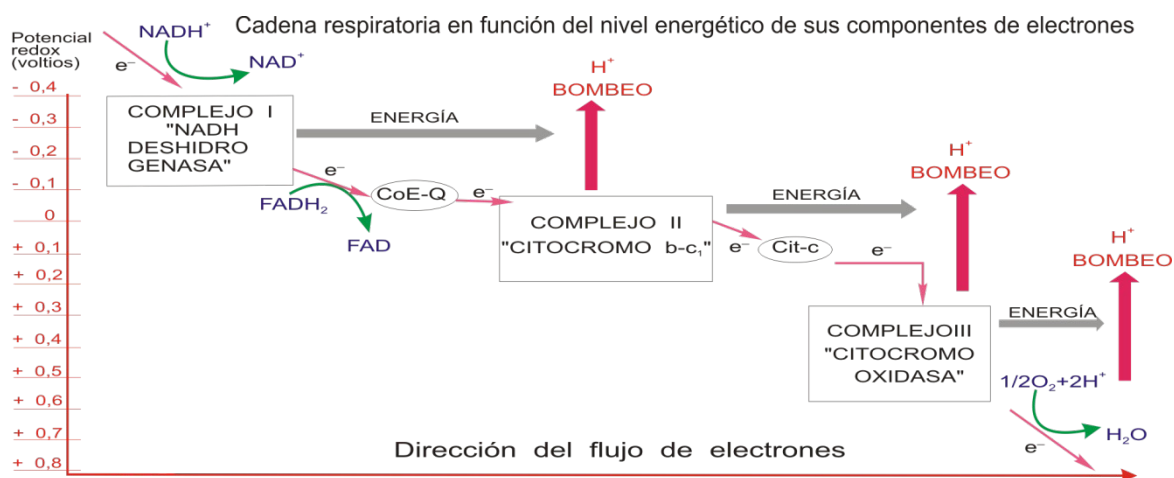 Cadena respiratoria en función del nivel energético de sus componentes de electrones
Potencial
redox
(voltios)
NADH⁺
e⁻
NAD⁺
- 0,4
- 0,3
- 0,2
- 0,1
0
+ 0,1
+ 0,2
+ 0,3
+ 0,4
+ 0,5
+ 0,6
+ 0,7
+ 0,8
COMPLEJO I
"NADH
DESHIDRO
GENASA"
ENERGÍA
H⁺
BOMBEO
e⁻
FADH₂
FAD
CoE-Q
e⁻
COMPLEJO II
"CITOCROMO b-c₁"
ENERGÍA
H⁺
BOMBEO
e⁻
Cit-c
e⁻
COMPLEJOIII
"CITOCROMO
OXIDASA"
ENERGÍA
H⁺
BOMBEO
1/2O₂+2H⁺
H₂O
e⁻
Dirección del flujo de electrones